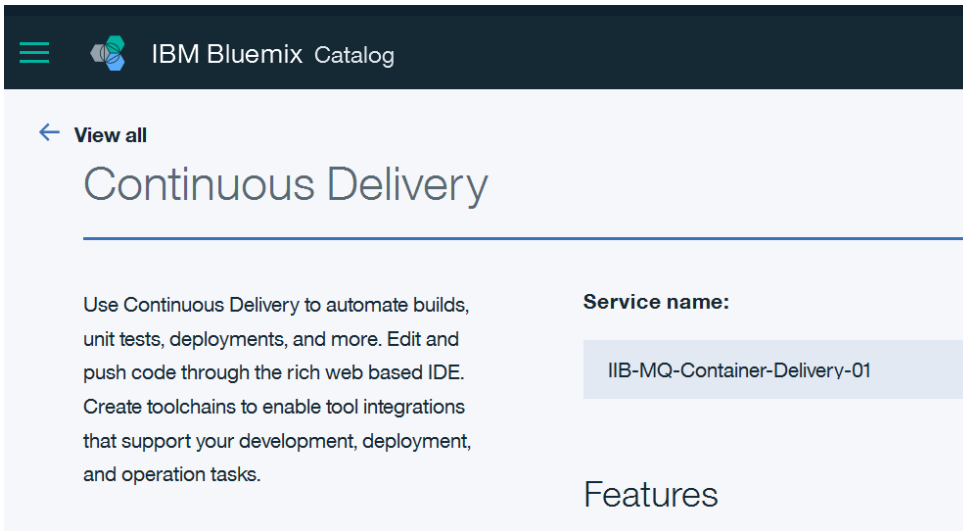 IBM Bluemix Catalog
View all
Continuous Delivery
Use Continuous Delivery to automate builds,
unit tests, deployments, and more. Edit and
push code through the rich web based IDE.
Create toolchains to enable tool integrations
that support your development, deployment,
and operation tasks.
Service name:
IIB-MQ-Container-Delivery-01
Features